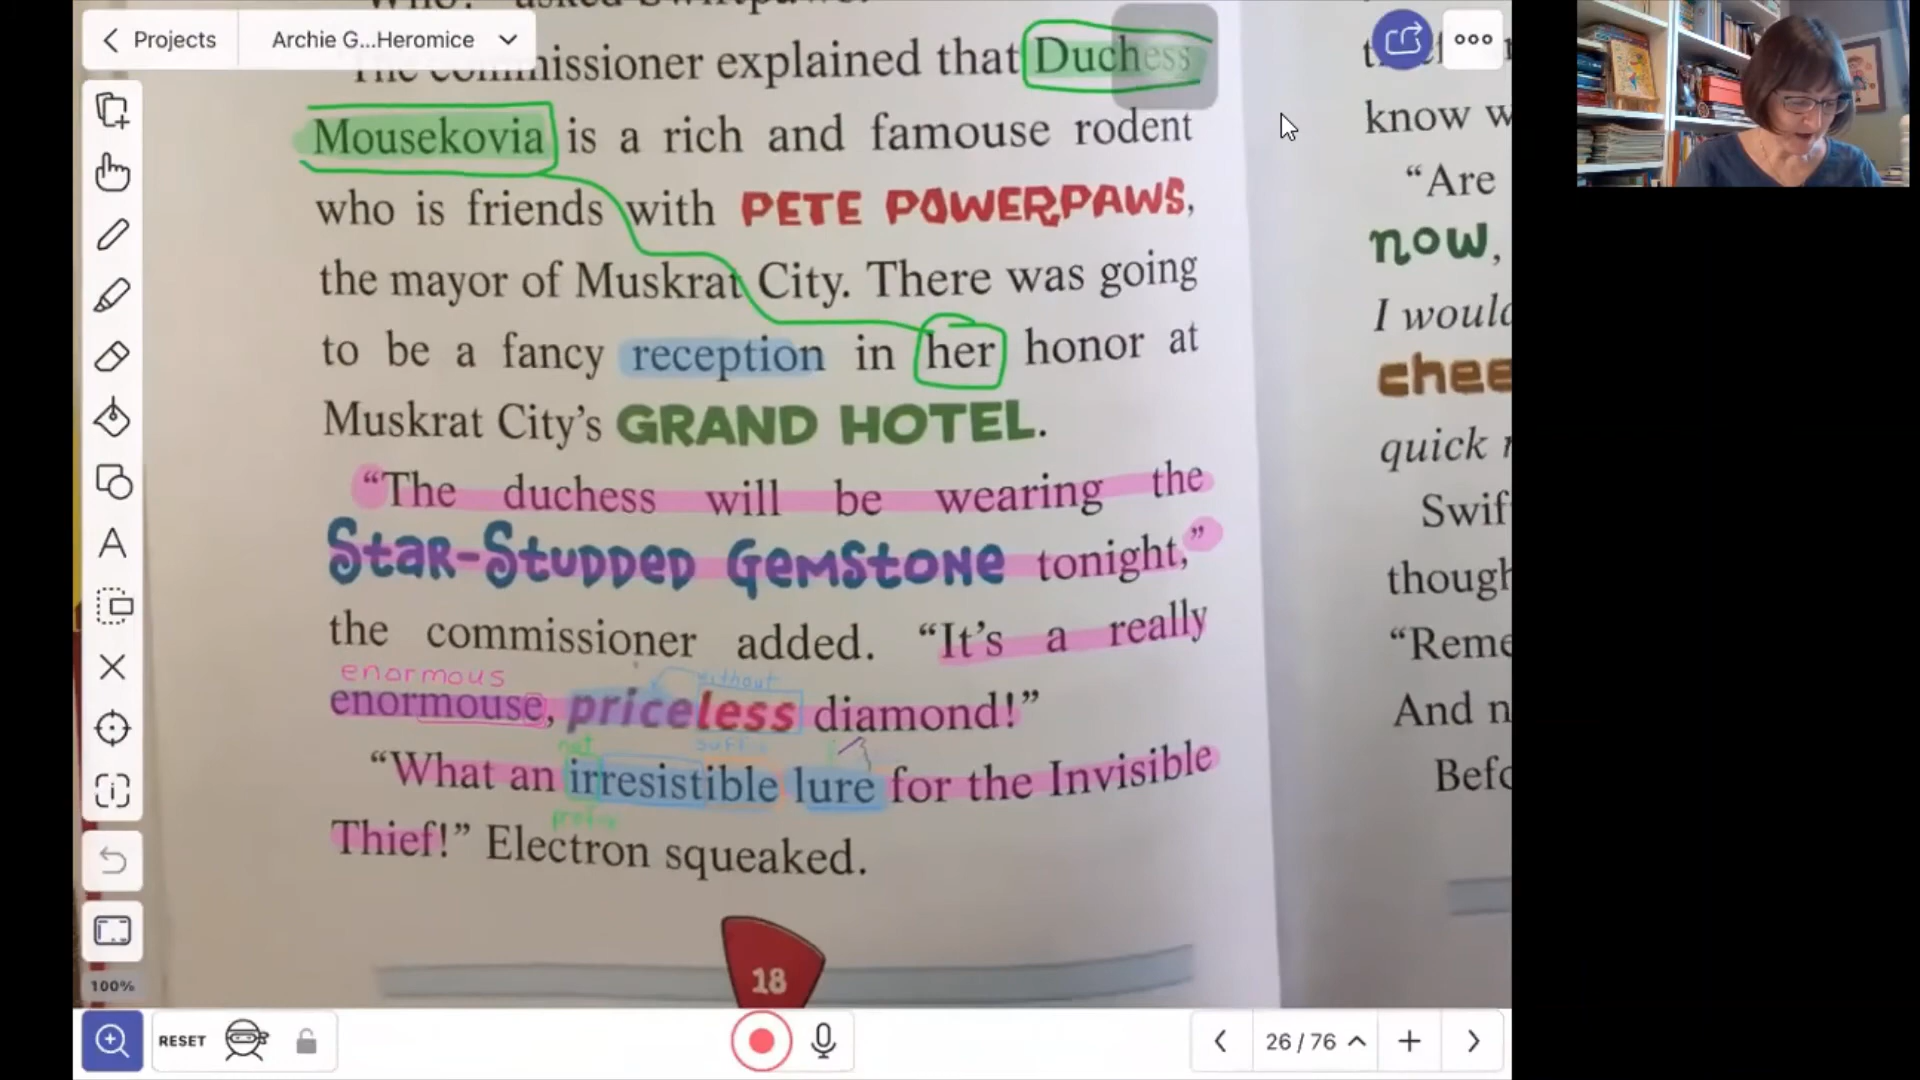 Projects
Archie G...Heromice
The commissioner explained that Duchess
Mousekovia is a rich and famouse rodent
who is friends with PETE POWERPAWS,
the mayor of Muskrat City. There was going
to be a fancy reception in her honor at
Muskrat City's GRAND HOTEL.
“The duchess will be wearing the
Star-Studded Gemstone tonight,”
the commissioner added. “It's a really
enormous
without
enormouse, priceless diamond!”
not
“What an irresistible lure for the Invisible
Thief!” Electron squeaked.
18
know w
“Are
now,
I would
chee
quick
Swif
though
“Reme
And n
Befo
100%
RESET
26 / 76